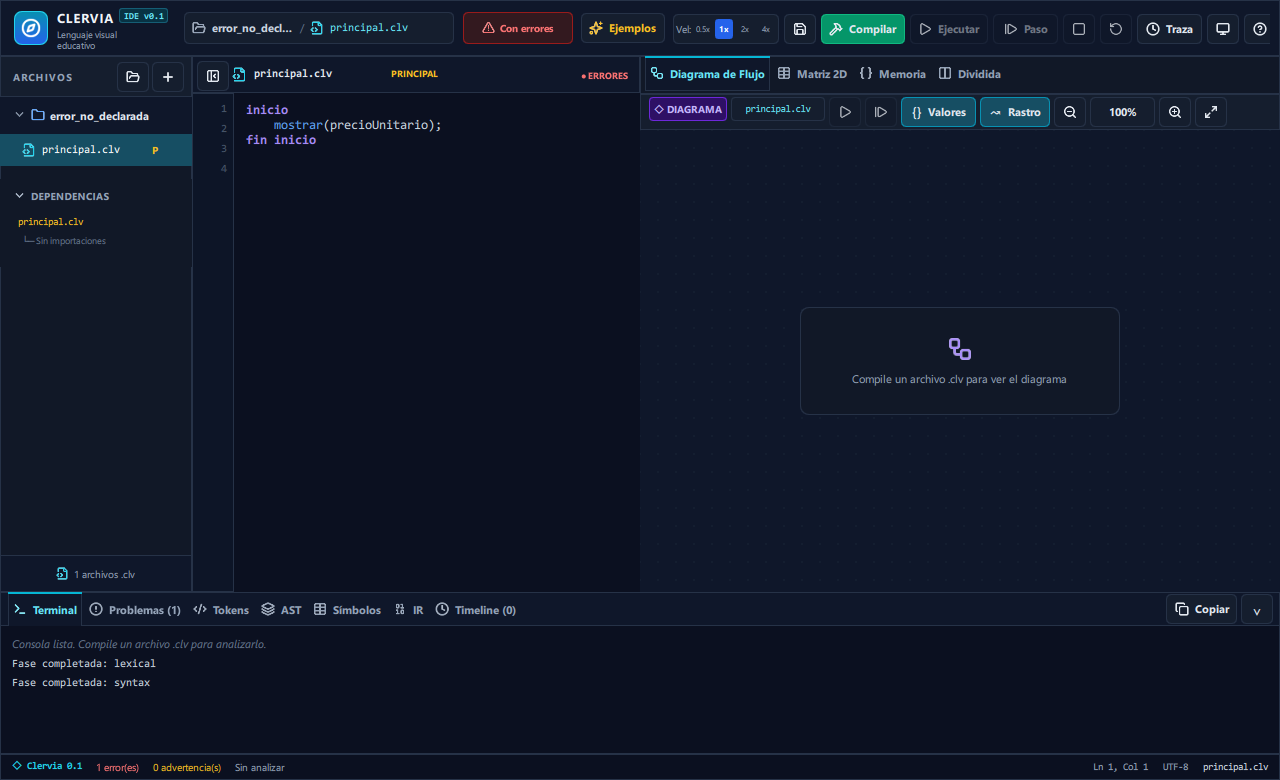 CLERVIA IDE v0.1
Lenguaje visual
educativo
error_no_decl... / principal.clv
Con errores
Ejemplos
Vel: 0.5x 1x 2x 4x
Compilar
Ejecutar
Paso
Traza
ARCHIVOS
error_no_declarada
principal.clv P
DEPENDENCIAS
principal.clv
Sin importaciones
1 archivos .clv
principal.clv PRINCIPAL ERRORES
1 inicio
2 mostrar(precioUnitario);
3 fin inicio
4
Diagrama de Flujo Matriz 2D Memoria Dividida
DIAGRAMA principal.clv {} Valores Rastro 100%
Compile un archivo .clv para ver el diagrama
Terminal Problemas (1) Tokens AST Símbolos IR Timeline (0) Copiar
Consola lista. Compile un archivo .clv para analizarlo.
Fase completada: lexical
Fase completada: syntax
Clervia 0.1 1 error(es) 0 advertencia(s) Sin analizar Ln 1, Col 1 UTF-8 principal.clv